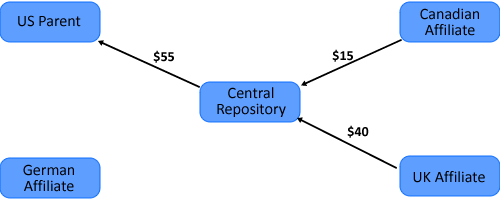 US Parent
Canadian
Affiliate
$55
$15
Central
Repository
$40
German
Affiliate
UK Affiliate